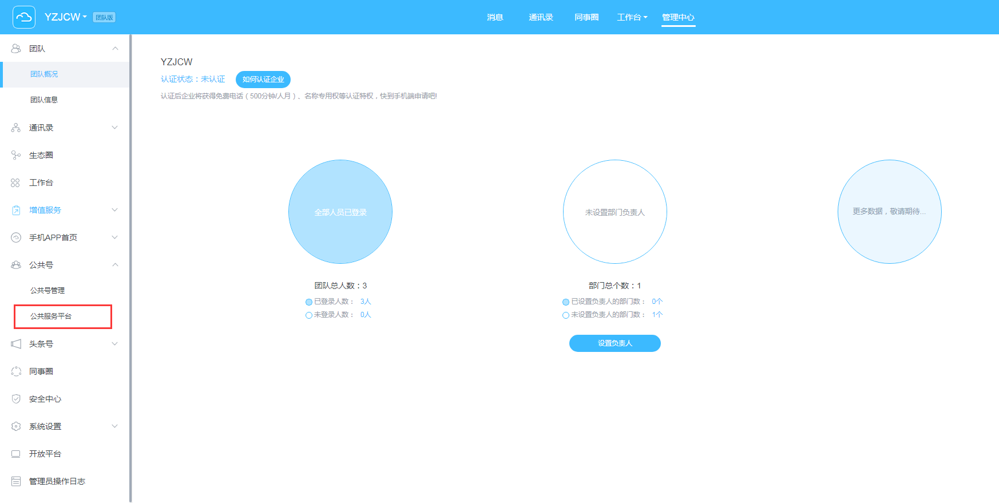 YZJCW 团队版 消息 通讯录 同事圈 工作台 管理中心
团队
团队概况
团队信息
通讯录
生态圈
工作台
增值服务
手机APP首页
公共号
公共号管理
公共服务平台
头条号
同事圈
安全中心
系统设置
开放平台
管理员操作日志
YZJCW
认证状态：未认证 如何认证企业
认证后企业将获得免费电话（500分钟/人月）、名称专用权等认证特权，快到手机端申请吧!
全部人员已登录
团队总人数：3
已登录人数： 3人
未登录人数： 0人
未设置部门负责人
部门总个数：1
已设置负责人的部门数： 0个
未设置负责人的部门数： 1个
设置负责人
更多数据，敬请期待...